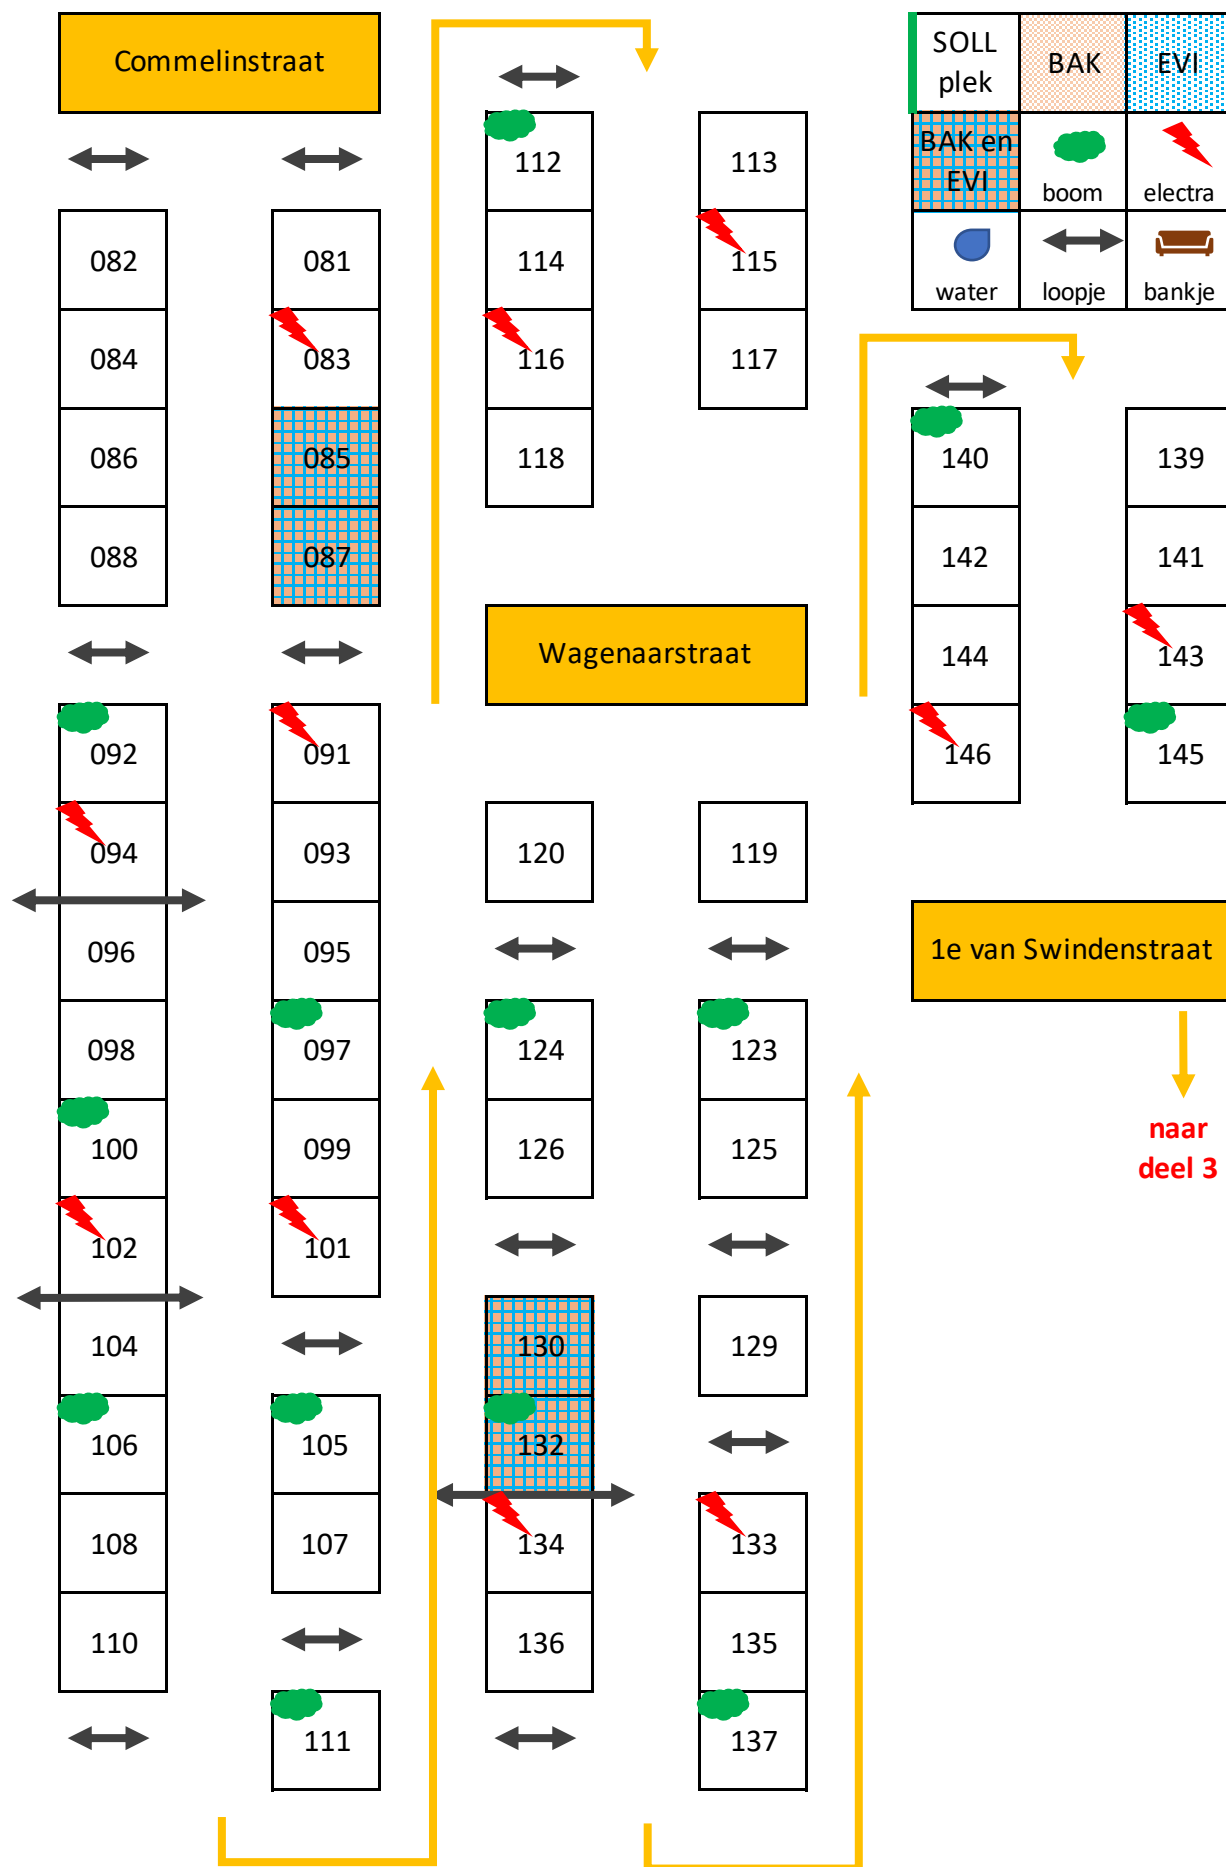 Commelinstraat
082 081
084 083
086 085
088 087
092 091
094 093
096 095
098 097
100 099
102 101
104
106 105
108 107
110
111
112 113
114 115
116 117
118
Wagenaarstraat
120 119
124 123
126 125
130 129
132
134 133
136 135
137
SOLL
plek
BAK
EVI
BAK en
EVI
boom
electra
water
loopje
bankje
140 139
142 141
144 143
146 145
1e van Swindenstraat
naar
deel 3